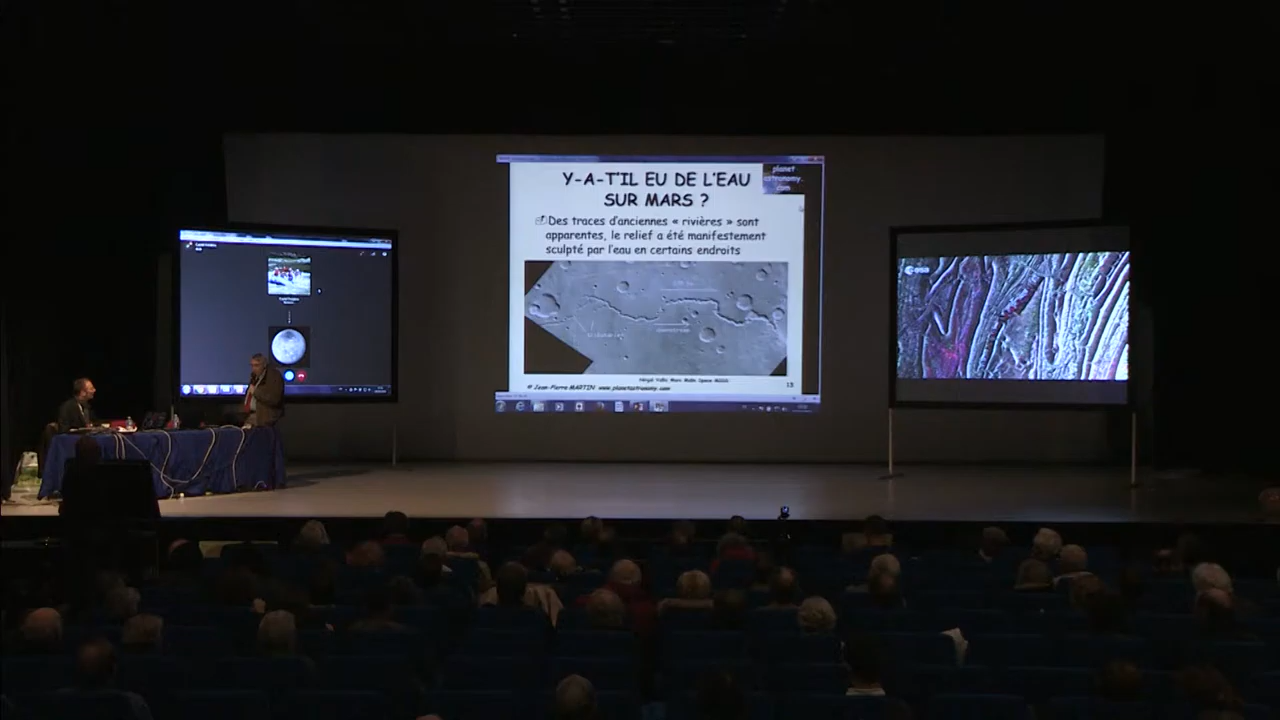 Y-A-T'IL EU DE L'EAU
SUR MARS ?
planet
astronomy.
com
Des traces d'anciennes « rivières » sont
apparentes, le relief a été manifestement
sculpté par l'eau en certains endroits
© Jean-Pierre MARTIN www.planetastronomy.com
15
esa